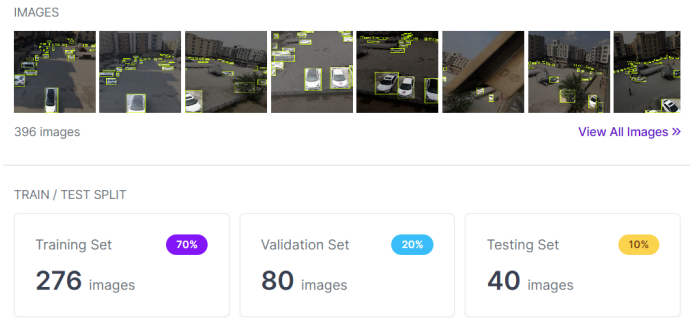 IMAGES
396 images
View All Images »
TRAIN / TEST SPLIT
Training Set 70%
276 images
Validation Set 20%
80 images
Testing Set 10%
40 images